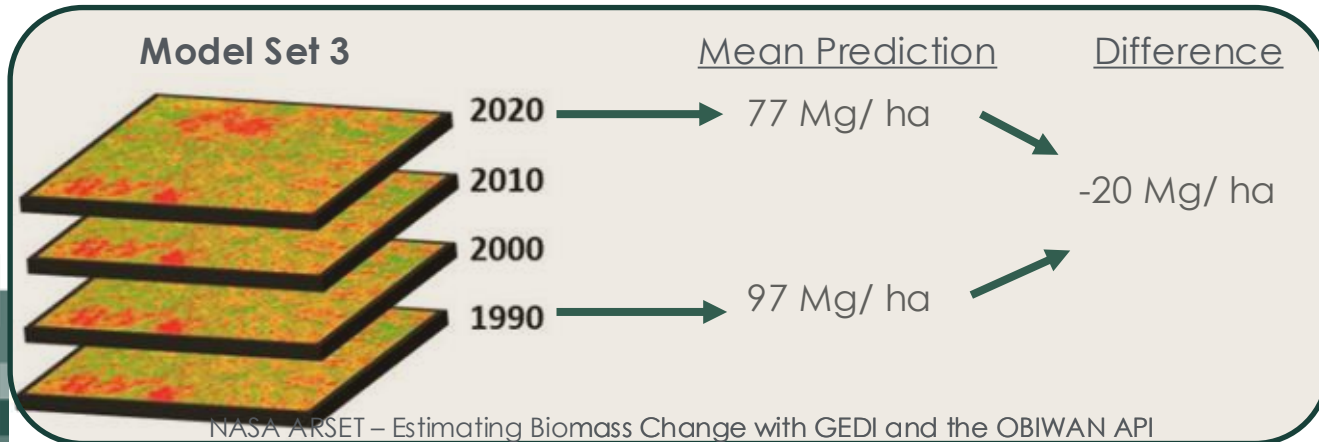 Model Set 3
Mean Prediction
Difference
2020
77 Mg/ ha
2010
-20 Mg/ ha
2000
97 Mg/ ha
1990
NASA ARSET – Estimating Biomass Change with GEDI and the OBIWAN API